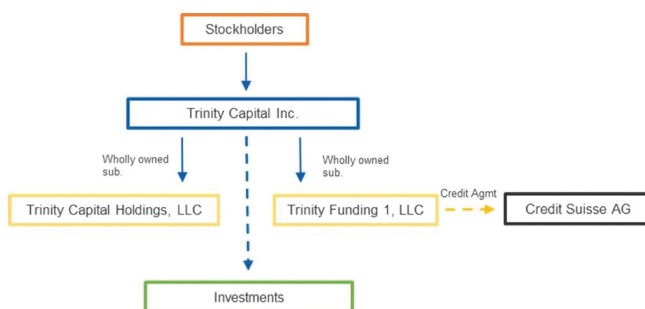 Stockholders
Trinity Capital Inc.
Wholly owned
sub.
Wholly owned
sub.
Credit Agmt
Trinity Capital Holdings, LLC
Trinity Funding 1, LLC
Credit Suisse AG
Investments